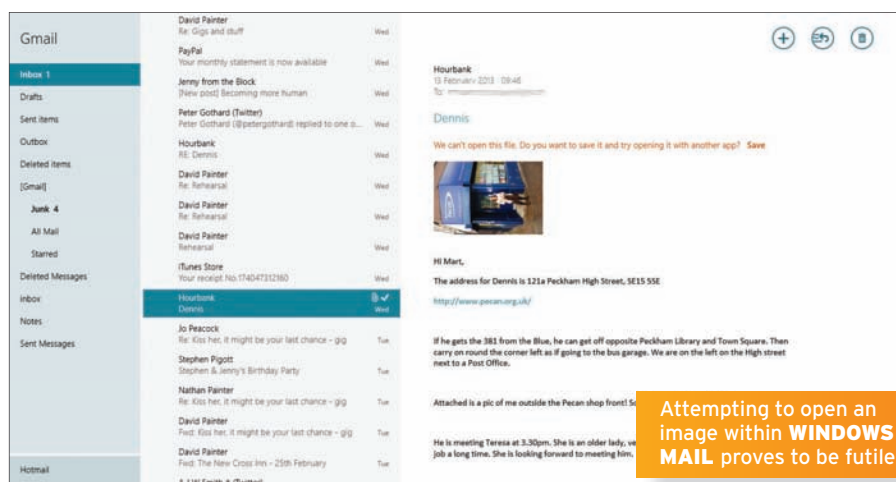 Gmail
Inbox 1
Drafts
Sent items
Outbox
Deleted items
[Gmail]
Junk 4
All Mail
Starred
Deleted Messages
inbox
Notes
Sent Messages
Hotmail
David Painter
Re: Gigs and stuff Wed
PayPal
Your monthly statement is now available Wed
Jenny from the Block
[New post] Becoming more human Wed
Peter Gothard (Twitter)
Peter Gothard (@petergothard) replied to one o... Wed
Hourbank
RE: Dennis Wed
David Painter
Re: Rehearsal Wed
David Painter
Re: Rehearsal Wed
David Painter
Rehearsal Wed
iTunes Store
Your receipt No.174047312160 Wed
Hourbank
Dennis Wed
Jo Peacock
Re: Kiss her, it might be your last chance – gig Tue
Stephen Pigott
Stephen & Jenny's Birthday Party Tue
Nathan Painter
Re: Kiss her, it might be your last chance – gig Tue
David Painter
Fwd: Kiss her, it might be your last chance – gig Tue
David Painter
Fwd: The New Cross Inn – 25th February Tue
Hourbank
13 February 2013 09:46
To:
Dennis
We can't open this file. Do you want to save it and try opening it with another app? Save
Hi Mart,
The address for Dennis is 121a Peckham High Street, SE15 5SE
http://www.pecan.org.uk/
If he gets the 381 from the Blue, he can get off opposite Peckham Library and Town Square. Then
carry on round the corner left as if going to the bus garage. We are on the left on the High street
next to a Post Office.
Attached is a pic of me outside the Pecan shop front!
He is meeting Teresa at 3.30pm. She is an older lady,
job a long time. She is looking forward to meeting him.
Attempting to open an
image within WINDOWS
MAIL proves to be futile